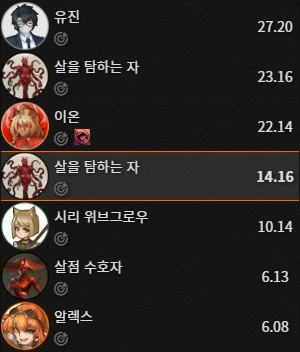 유진
27.20
살을 탐하는 자
23.16
이온
22.14
살을 탐하는 자
14.16
시리 위브그로우
10.14
살점 수호자
6.13
알렉스
6.08